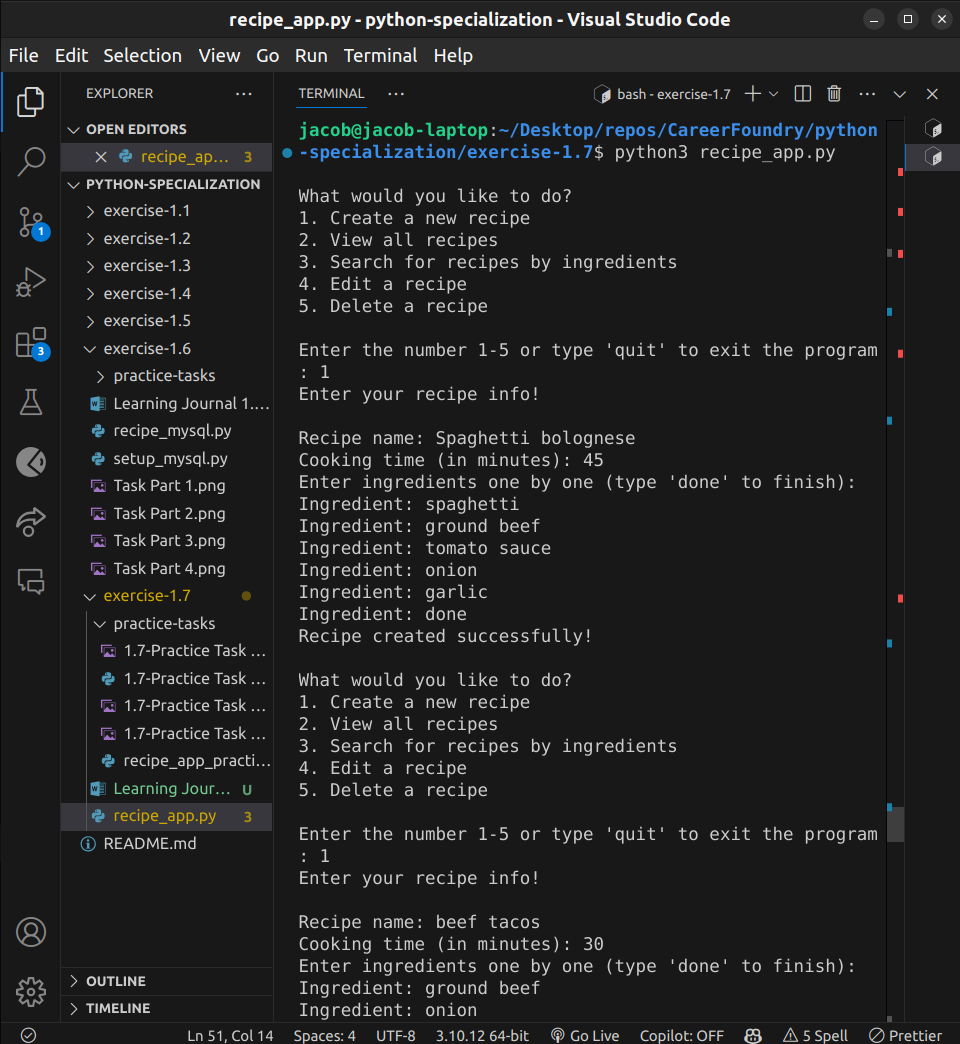 recipe_app.py - python-specialization - Visual Studio Code
File Edit Selection View Go Run Terminal Help
EXPLORER
OPEN EDITORS
recipe_ap... 3
PYTHON-SPECIALIZATION
exercise-1.1
exercise-1.2
exercise-1.3
exercise-1.4
exercise-1.5
exercise-1.6
practice-tasks
Learning Journal 1....
recipe_mysql.py
setup_mysql.py
Task Part 1.png
Task Part 2.png
Task Part 3.png
Task Part 4.png
exercise-1.7
practice-tasks
1.7-Practice Task ...
1.7-Practice Task ...
1.7-Practice Task ...
1.7-Practice Task ...
recipe_app_practi...
Learning Jour... U
recipe_app.py 3
README.md
OUTLINE
TIMELINE
1
3
TERMINAL
bash - exercise-1.7
jacob@jacob-laptop:~/Desktop/repos/CareerFoundry/python
-specialization/exercise-1.7$ python3 recipe_app.py
What would you like to do?
1. Create a new recipe
2. View all recipes
3. Search for recipes by ingredients
4. Edit a recipe
5. Delete a recipe
Enter the number 1-5 or type 'quit' to exit the program
: 1
Enter your recipe info!
Recipe name: Spaghetti bolognese
Cooking time (in minutes): 45
Enter ingredients one by one (type 'done' to finish):
Ingredient: spaghetti
Ingredient: ground beef
Ingredient: tomato sauce
Ingredient: onion
Ingredient: garlic
Ingredient: done
Recipe created successfully!
What would you like to do?
1. Create a new recipe
2. View all recipes
3. Search for recipes by ingredients
4. Edit a recipe
5. Delete a recipe
Enter the number 1-5 or type 'quit' to exit the program
: 1
Enter your recipe info!
Recipe name: beef tacos
Cooking time (in minutes): 30
Enter ingredients one by one (type 'done' to finish):
Ingredient: ground beef
Ingredient: onion
Ln 51, Col 14 Spaces: 4 UTF-8 3.10.12 64-bit Go Live Copilot: OFF 5 Spell Prettier